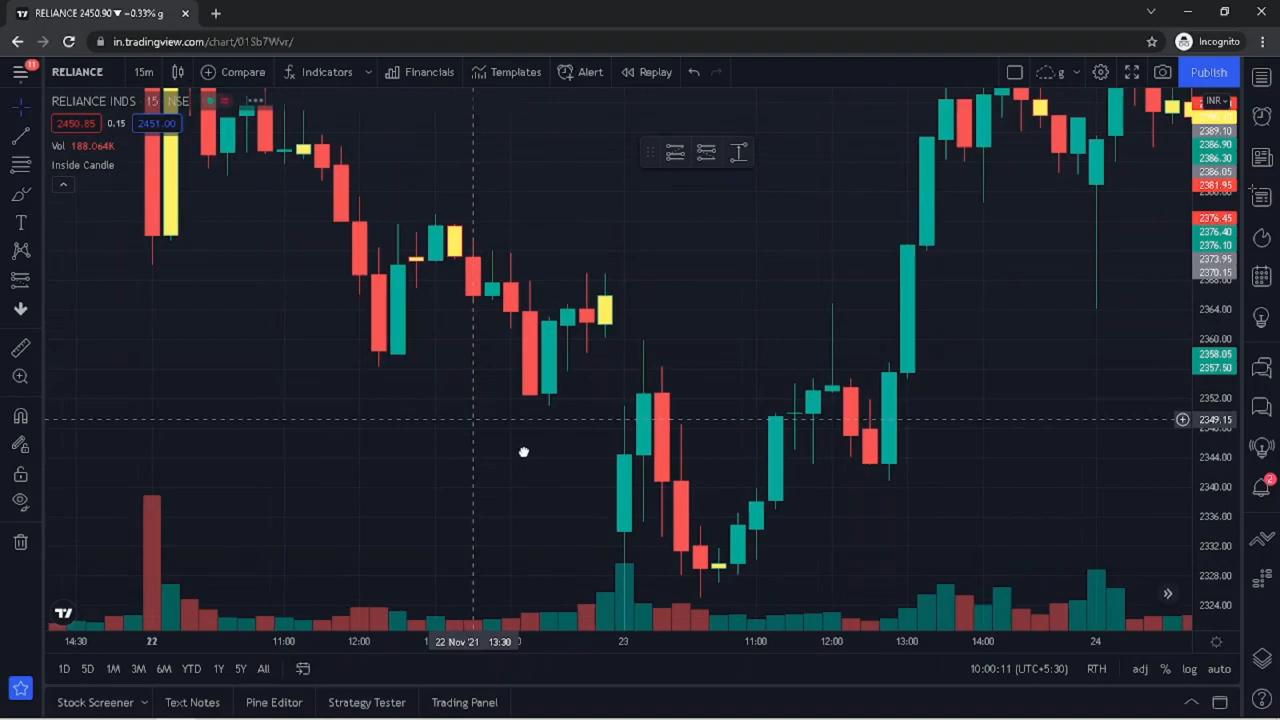 RELIANCE 2450.90 ▼ −0.33% g
in.tradingview.com/chart/01Sb7Wvr/
Incognito
11
RELIANCE 15m Compare Indicators Financials Templates Alert Replay g Publish
RELIANCE INDS 15 NSE
INR
2450.85 0.15 2451.00
Vol 188.064K
Inside Candle
2389.10
2386.90
2386.30
2386.05
2381.95
2376.45
2376.40
2376.10
2373.95
2370.15
2364.00
2360.00
2358.05
2357.50
2352.00
2349.15
2344.00
2340.00
2336.00
2332.00
2328.00
2324.00
2
14:30 22 11:00 12:00 22 Nov '21 13:30 23 11:00 12:00 13:00 14:00 24
1D 5D 1M 3M 6M YTD 1Y 5Y All 10:00:11 (UTC+5:30) RTH adj % log auto
Stock Screener Text Notes Pine Editor Strategy Tester Trading Panel